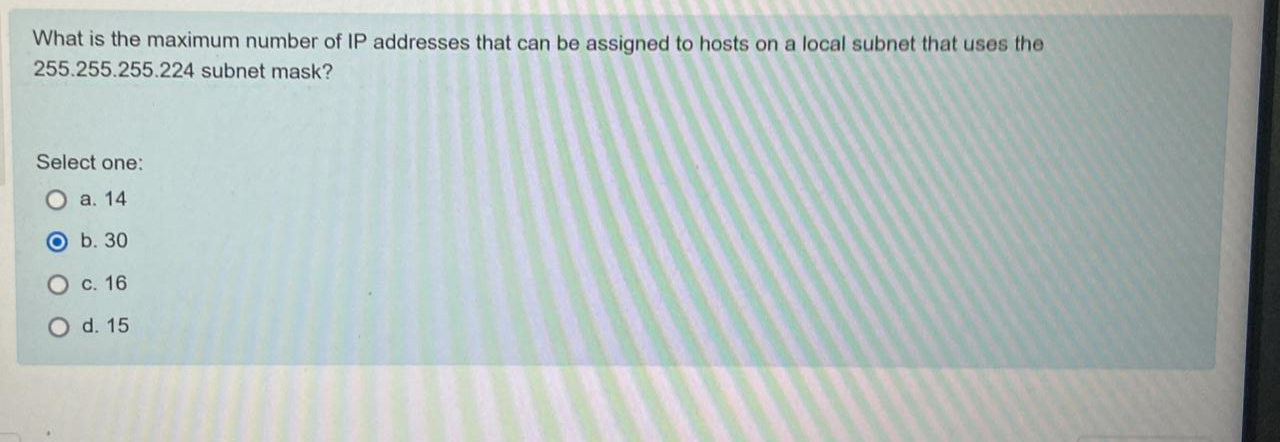 What is the maximum number of IP addresses that can be assigned to hosts on a local subnet that uses the
255.255.255.224 subnet mask?
Select one:
a. 14
b. 30
c. 16
d. 15